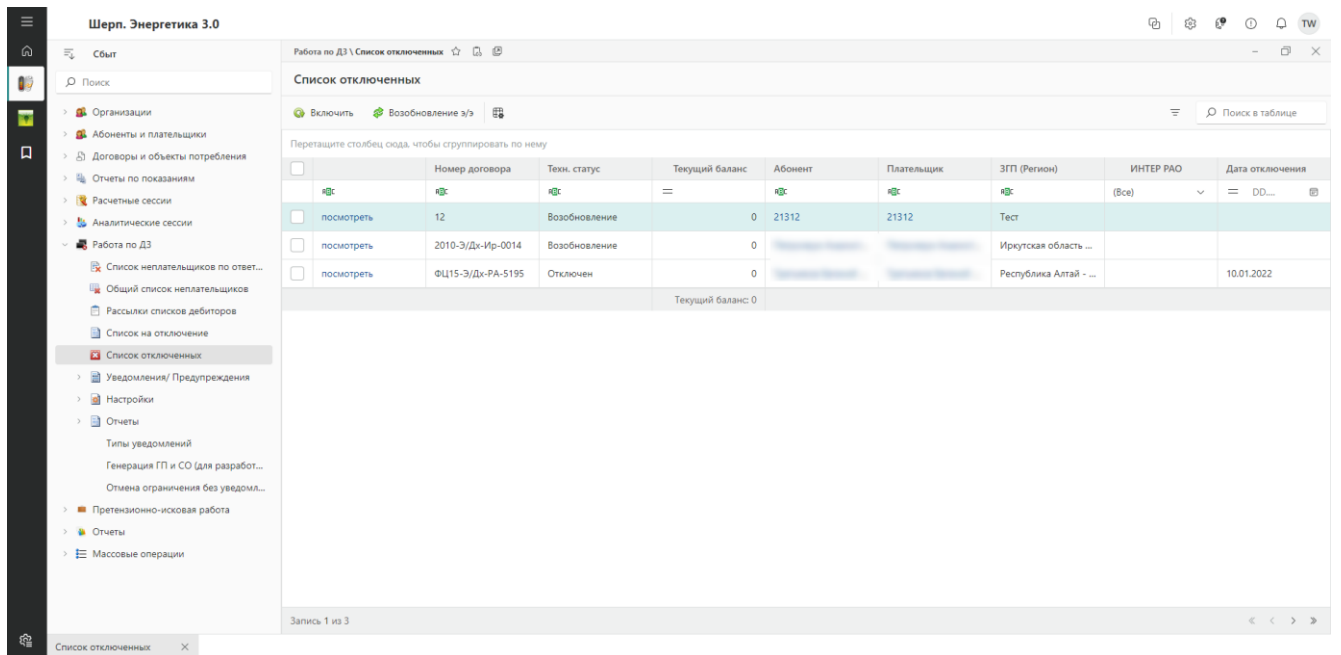 Шерп. Энергетика 3.0
TW
Сбыт
Поиск
Организации
Абоненты и плательщики
Договоры и объекты потребления
Отчеты по показаниям
Расчетные сессии
Аналитические сессии
Работа по ДЗ
Список неплательщиков по ответ...
Общий список неплательщиков
Рассылки списков дебиторов
Список на отключение
Список отключенных
Уведомления/ Предупреждения
Настройки
Отчеты
Типы уведомлений
Генерация ГП и СО (для разработ...
Отмена ограничения без уведомл...
Претензионно-исковая работа
Отчеты
Массовые операции
Работа по ДЗ \ Список отключенных
Список отключенных
Включить Возобновление э/э Поиск в таблице
Перетащите столбец сюда, чтобы сгруппировать по нему
Номер договора Техн. статус Текущий баланс Абонент Плательщик ЗГП (Регион) ИНТЕР РАО Дата отключения
(Все) DD....
посмотреть 12 Возобновление 0 21312 21312 Тест
посмотреть 2010-Э/Дх-Ир-0014 Возобновление 0 Иркутская область ...
посмотреть ФЦ15-Э/Дх-РА-5195 Отключен 0 Республика Алтай - ... 10.01.2022
Текущий баланс: 0
Запись 1 из 3
Список отключенных